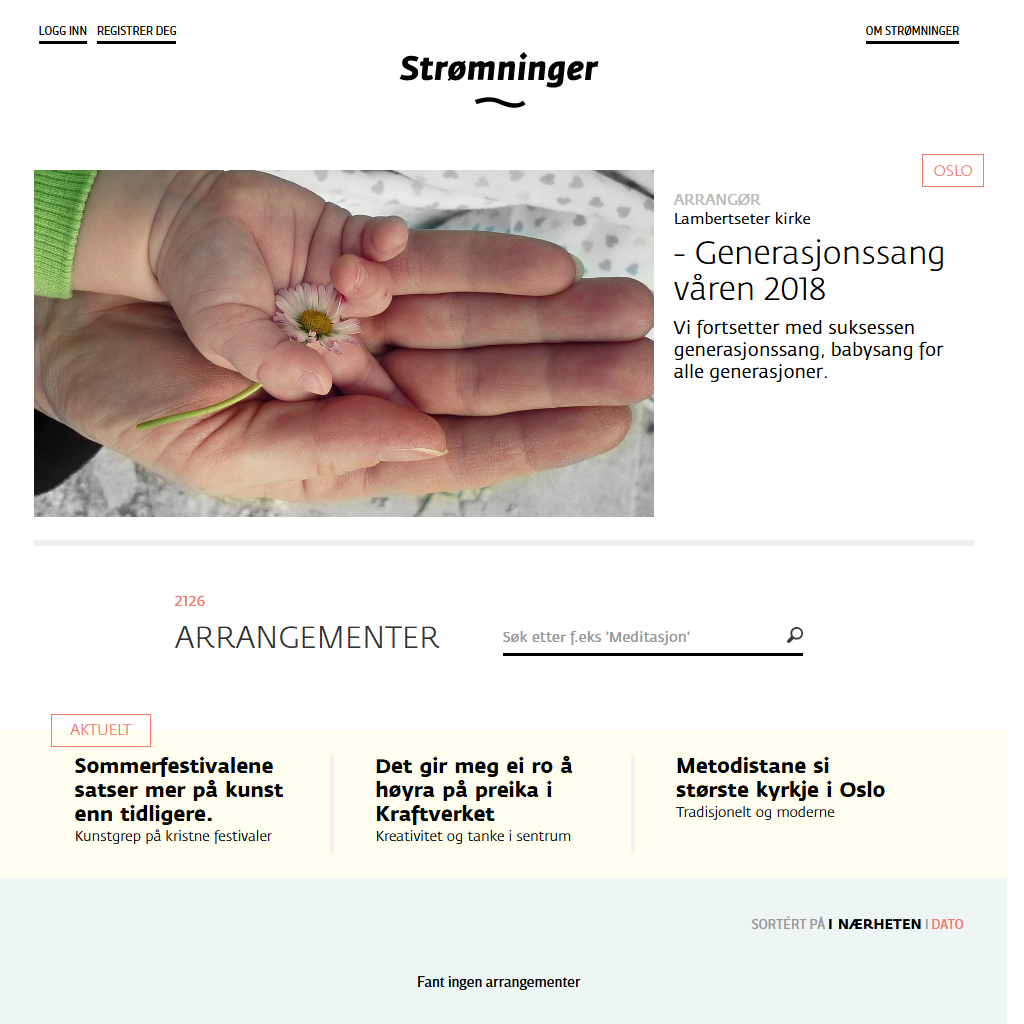 LOGG INN REGISTRER DEG OM STRØMNINGER
Strømninger
OSLO
ARRANGØR
Lambertseter kirke
- Generasjonssang
våren 2018
Vi fortsetter med suksessen
generasjonssang, babysang for
alle generasjoner.
2126
ARRANGEMENTER
Søk etter f.eks 'Meditasjon'
AKTUELT
Sommerfestivalene
satser mer på kunst
enn tidligere.
Kunstgrep på kristne festivaler
Det gir meg ei ro å
høyra på preika i
Kraftverket
Kreativitet og tanke i sentrum
Metodistane si
største kyrkje i Oslo
Tradisjonelt og moderne
SORTÉRT PÅ I NÆRHETEN I DATO
Fant ingen arrangementer